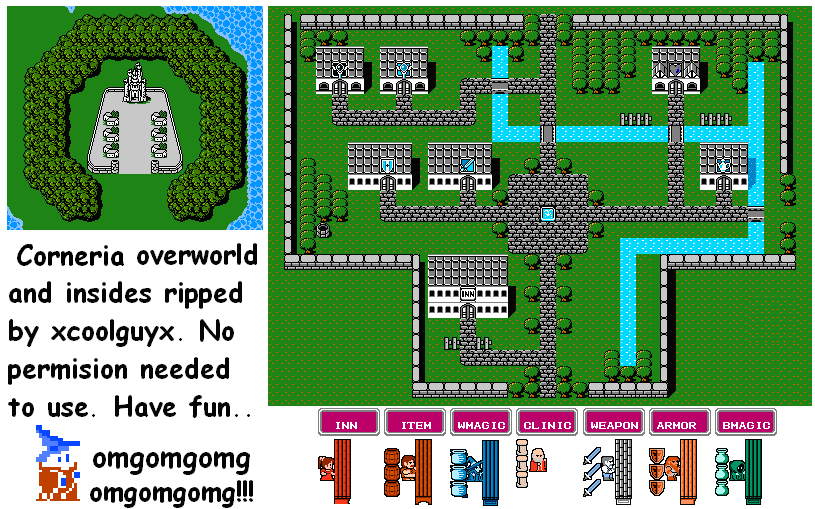 Corneria overworld
and insides ripped
by xcoolguyx. No
permision needed
to use. Have fun..
omgomgomg
omgomgomg!!!
INN
INN
ITEM
WMAGIC
CLINIC
WEAPON
ARMOR
BMAGIC